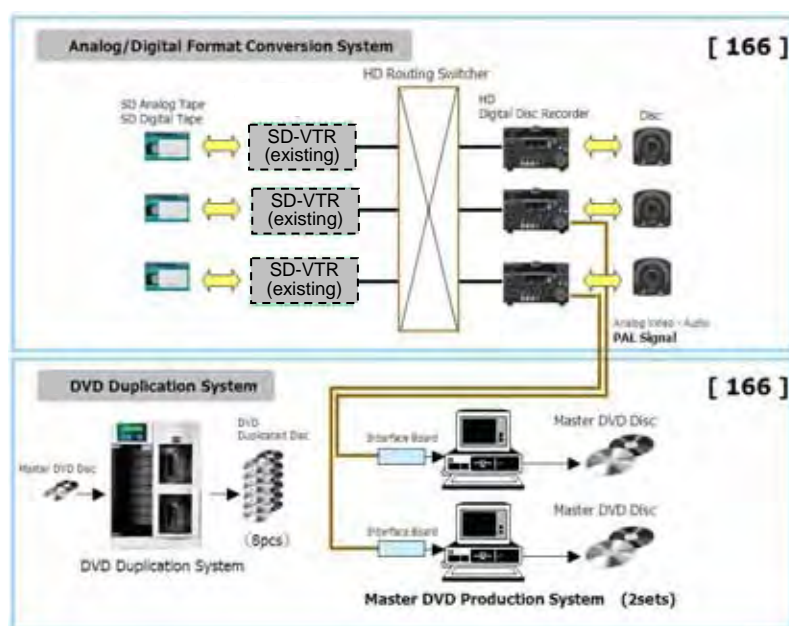 Analog/Digital Format Conversion System
[ 166 ]
HD Routing Switcher
SD Analog Tape
SD Digital Tape
HD
Digital Disc Recorder
Disc
SD-VTR
(existing)
SD-VTR
(existing)
SD-VTR
(existing)
Analog Video - Audio
PAL Signal
DVD Duplication System
[ 166 ]
Master DVD Disc
DVD
Duplicated Disc
(8pcs)
DVD Duplication System
Interface Board
Master DVD Disc
Interface Board
Master DVD Disc
Master DVD Production System (2sets)